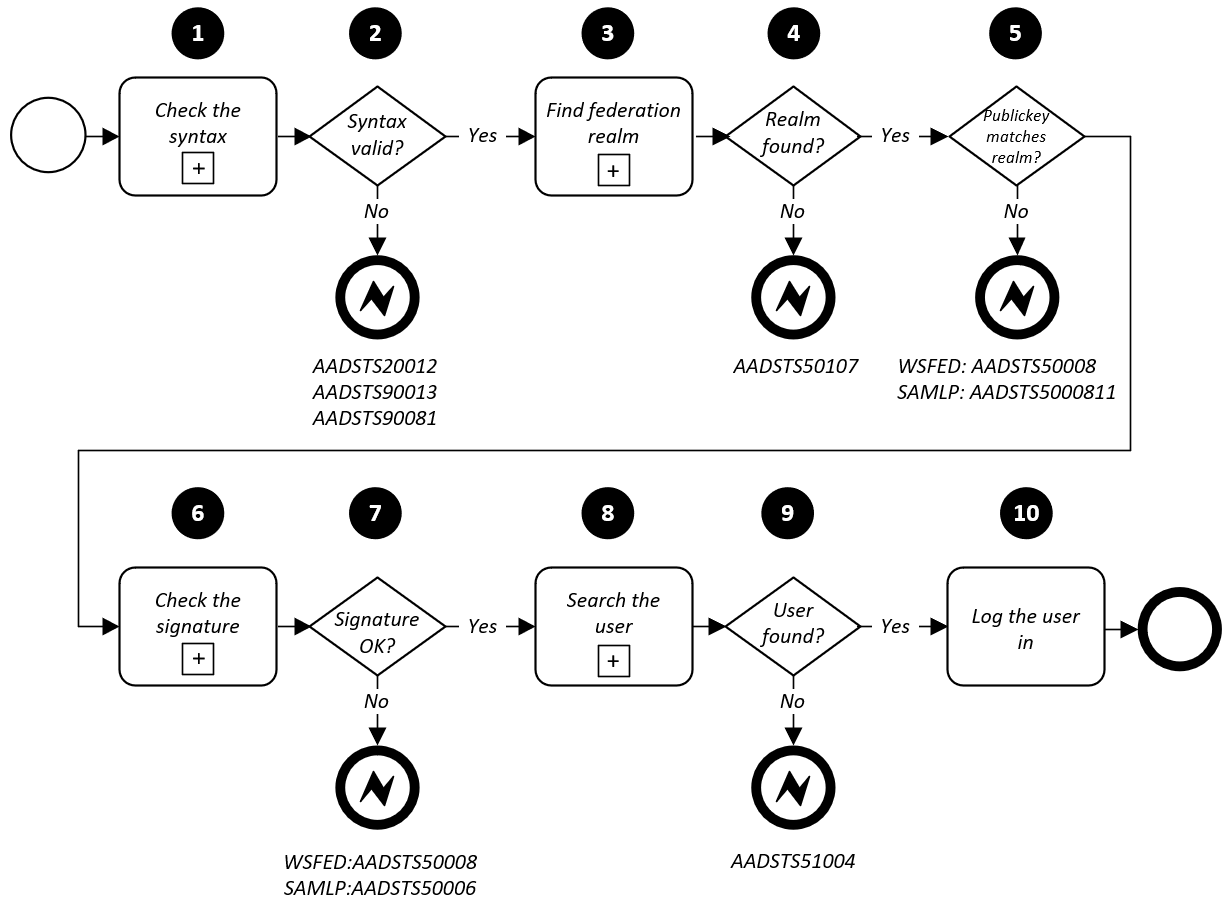 1
2
3
4
5
Check the
syntax
+
Syntax
valid?
Yes
Find federation
realm
+
Realm
found?
Yes
Publickey
matches
realm?
No
No
No
AADSTS20012
AADSTS90013
AADSTS90081
AADSTS50107
WSFED: AADSTS50008
SAMLP: AADSTS5000811
6
7
8
9
10
Check the
signature
+
Signature
OK?
Yes
Search the
user
+
User
found?
Yes
Log the user
in
No
No
WSFED:AADSTS50008
SAMLP:AADSTS50006
AADSTS51004